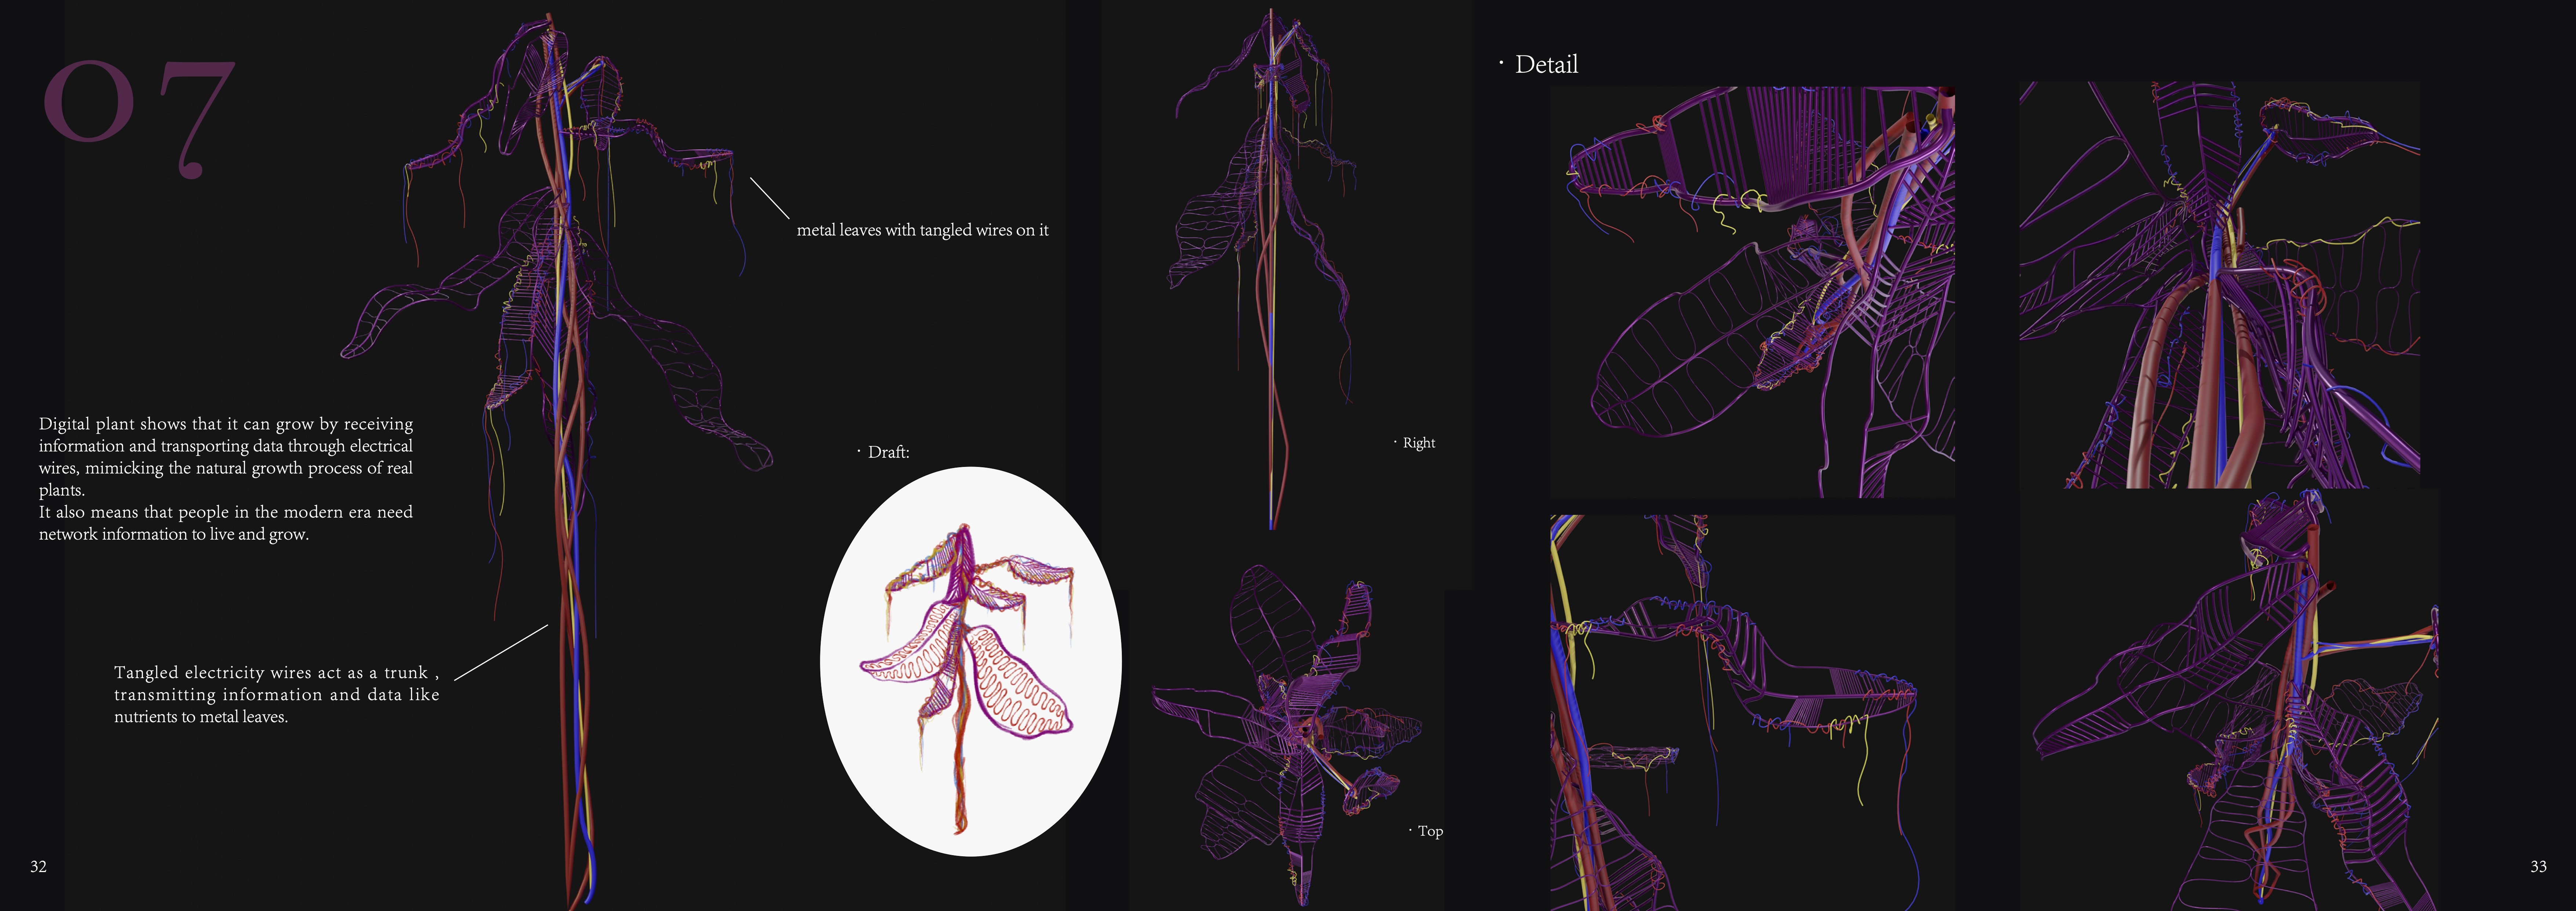 07
metal leaves with tangled wires on it
Digital plant shows that it can grow by receiving
information and transporting data through electrical
wires, mimicking the natural growth process of real
plants.
It also means that people in the modern era need
network information to live and grow.
Tangled electricity wires act as a trunk ,
transmitting information and data like
nutrients to metal leaves.
· Draft:
· Right
· Top
· Detail
32
33